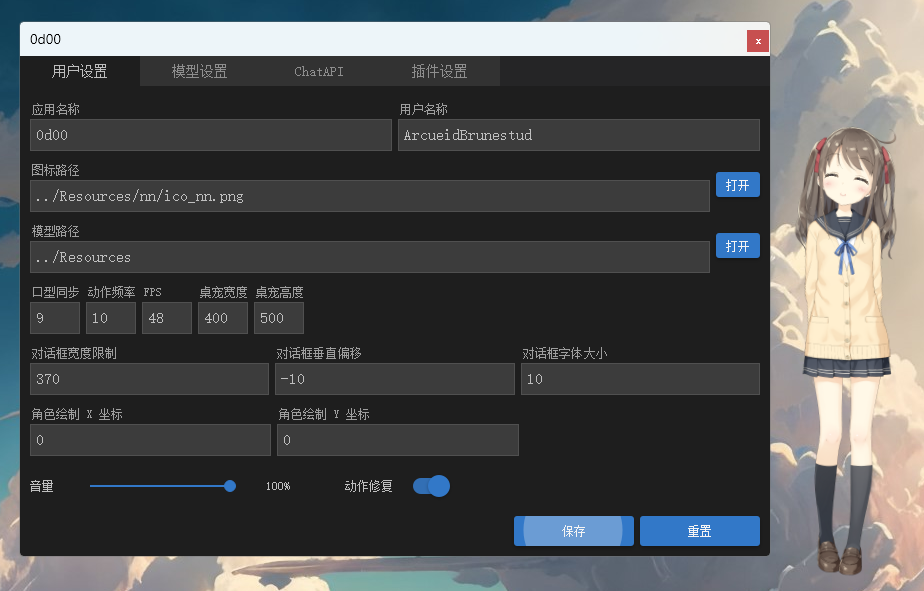 0d00
x
用户设置 模型设置 ChatAPI 插件设置
应用名称 用户名称
0d00 ArcueidBrunestud
图标路径
../Resources/nn/ico_nn.png 打开
模型路径
../Resources 打开
口型同步 动作频率 FPS 桌宠宽度 桌宠高度
9 10 48 400 500
对话框宽度限制 对话框垂直偏移 对话框字体大小
370 -10 10
角色绘制 X 坐标 角色绘制 Y 坐标
0 0
音量 100% 动作修复
保存 重置